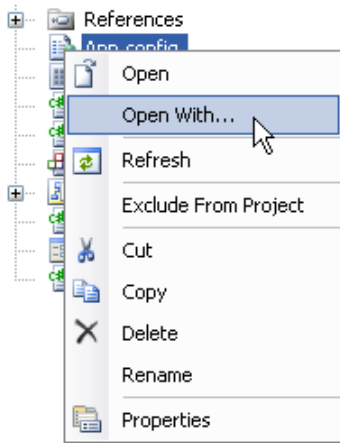 References
App.config
Open
Open With...
Refresh
Exclude From Project
Cut
Copy
Delete
Rename
Properties